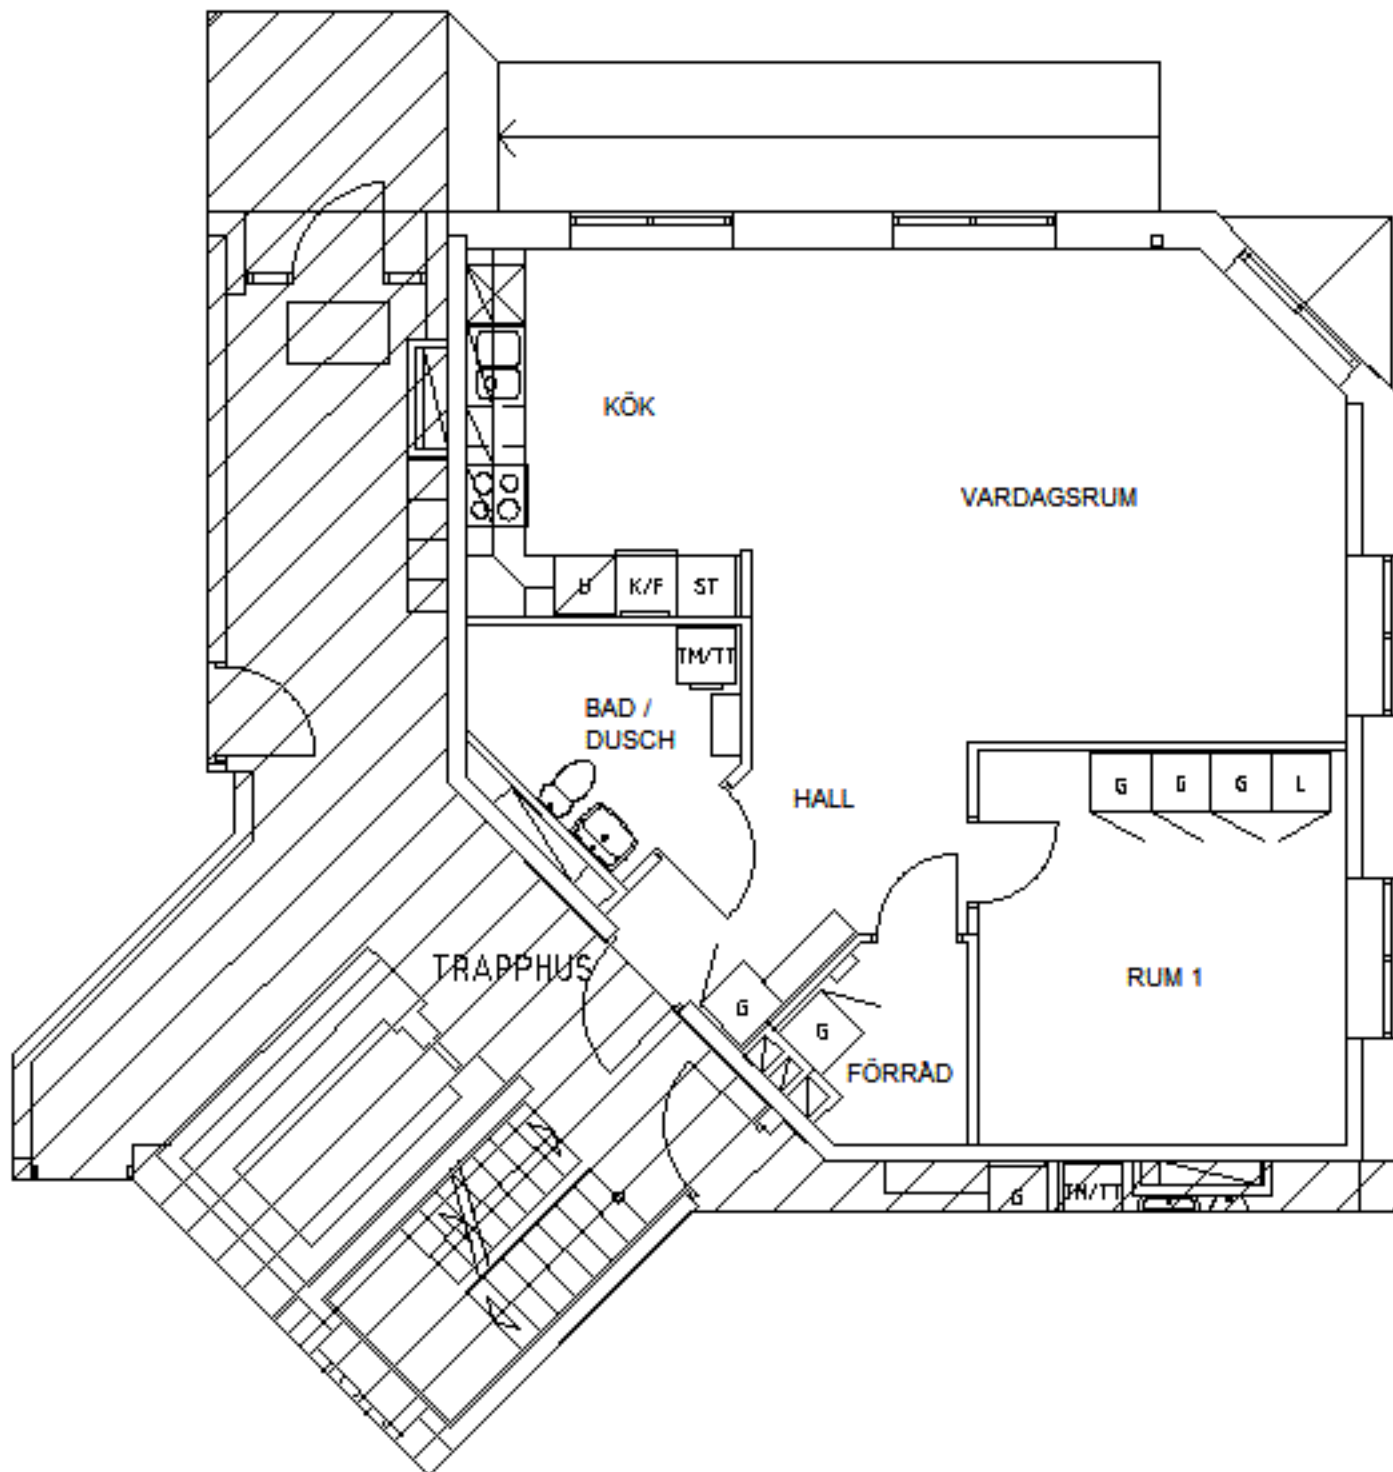 KÖK
VARDAGSRUM
U K/F ST
TM/TT
BAD /
DUSCH
HALL
G G G L
TRAPPHUS
RUM 1
G
G
FÖRRÅD
G TM/TT